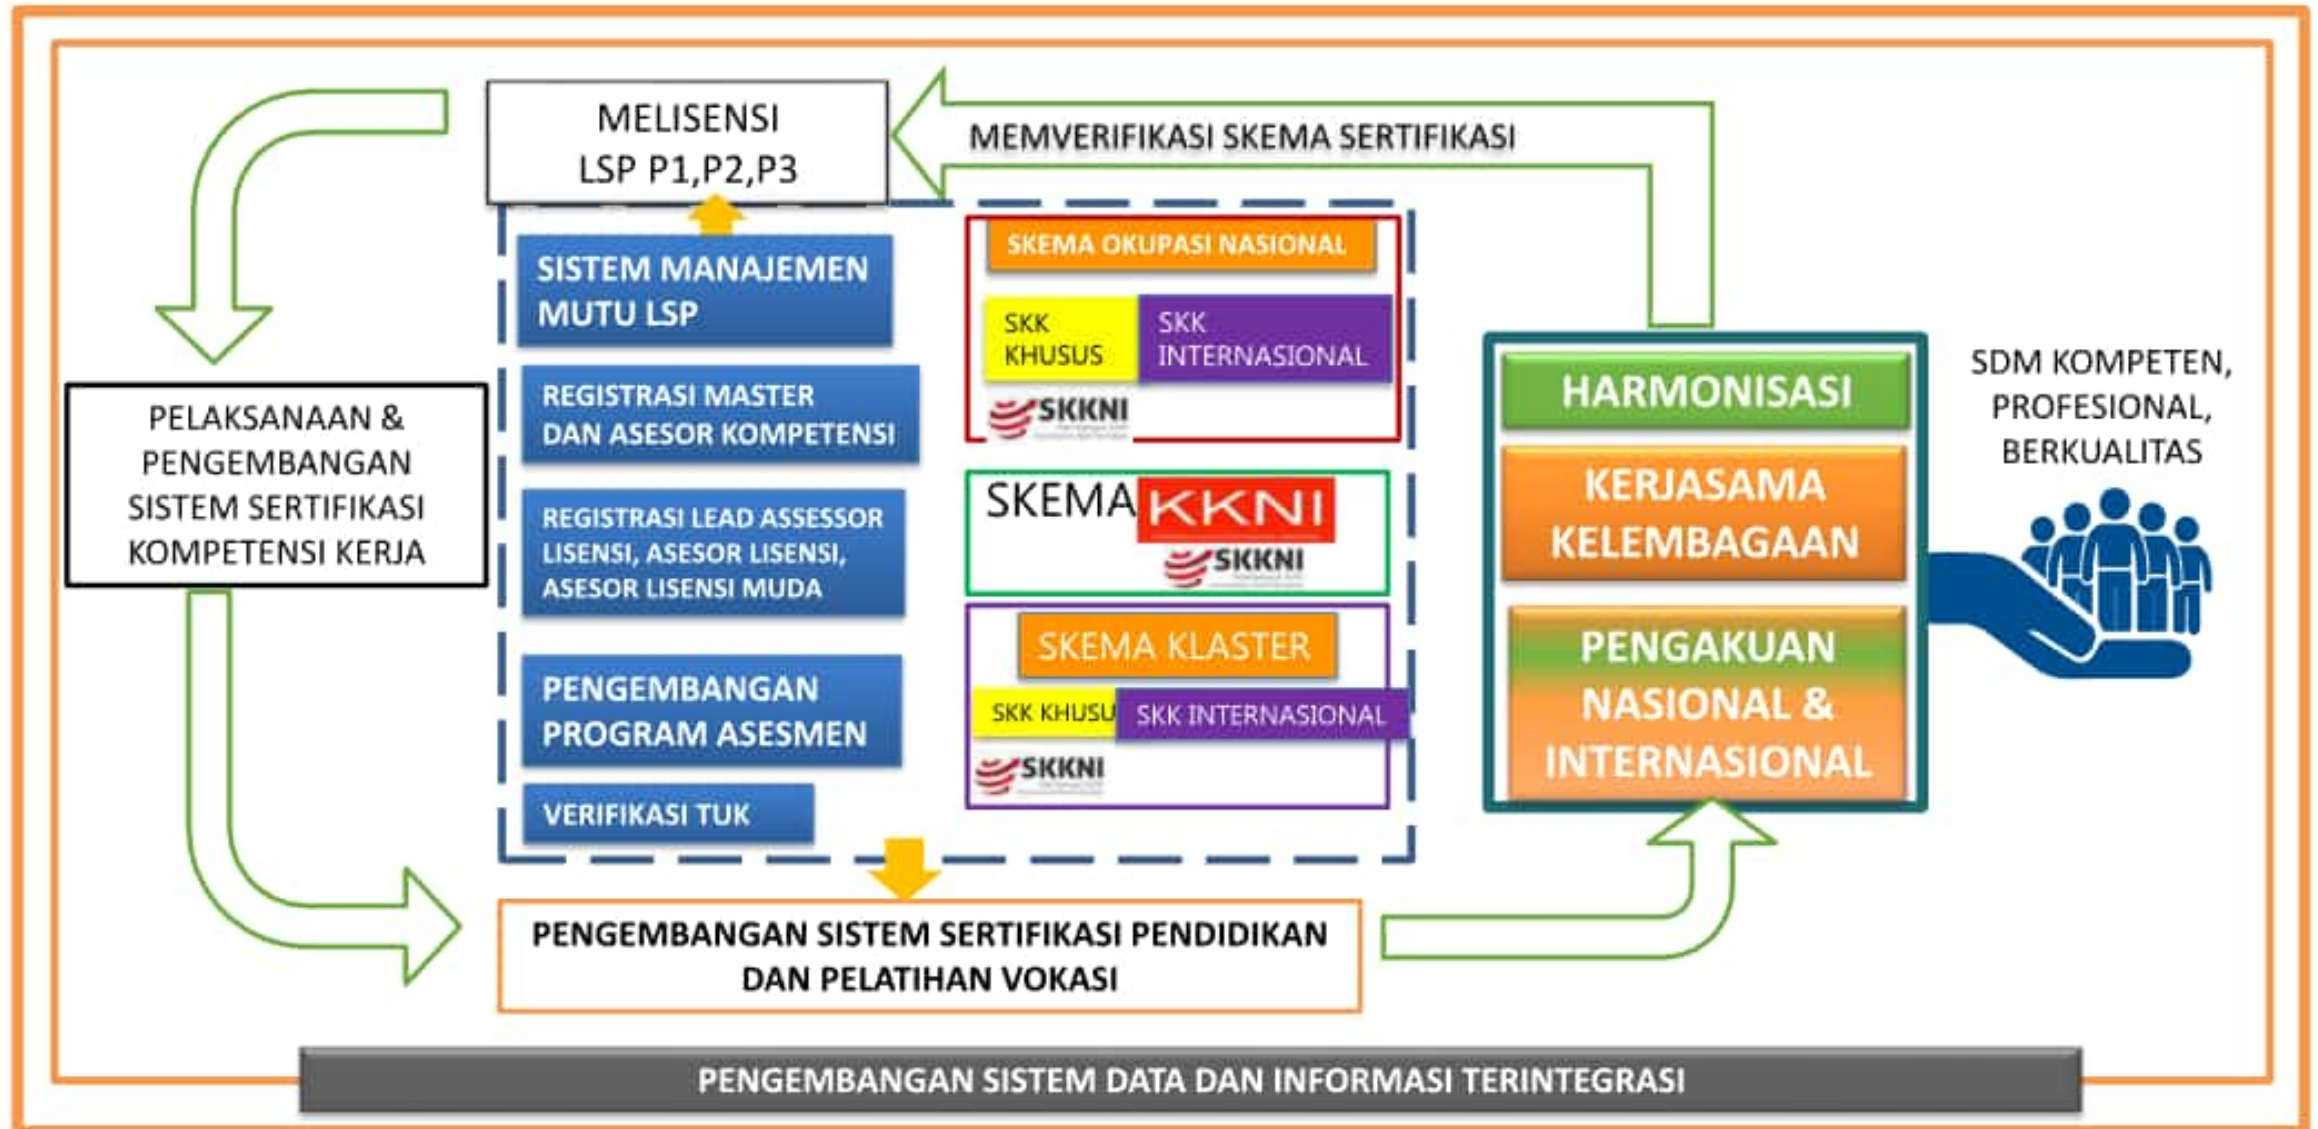 MELISENSI
LSP P1,P2,P3
MEMVERIFIKASI SKEMA SERTIFIKASI
PELAKSANAAN &
PENGEMBANGAN
SISTEM SERTIFIKASI
KOMPETENSI KERJA
SISTEM MANAJEMEN
MUTU LSP
REGISTRASI MASTER
DAN ASESOR KOMPETENSI
REGISTRASI LEAD ASSESSOR
LISENSI, ASESOR LISENSI,
ASESOR LISENSI MUDA
PENGEMBANGAN
PROGRAM ASESMEN
VERIFIKASI TUK
SKEMA OKUPASI NASIONAL
SKK
KHUSUS
SKK
INTERNASIONAL
SKKNI
SKEMA KKNI
SKKNI
SKEMA KLASTER
SKK KHUSU
SKK INTERNASIONAL
SKKNI
HARMONISASI
KERJASAMA
KELEMBAGAAN
PENGAKUAN
NASIONAL &
INTERNASIONAL
SDM KOMPETEN,
PROFESIONAL,
BERKUALITAS
PENGEMBANGAN SISTEM SERTIFIKASI PENDIDIKAN
DAN PELATIHAN VOKASI
PENGEMBANGAN SISTEM DATA DAN INFORMASI TERINTEGRASI